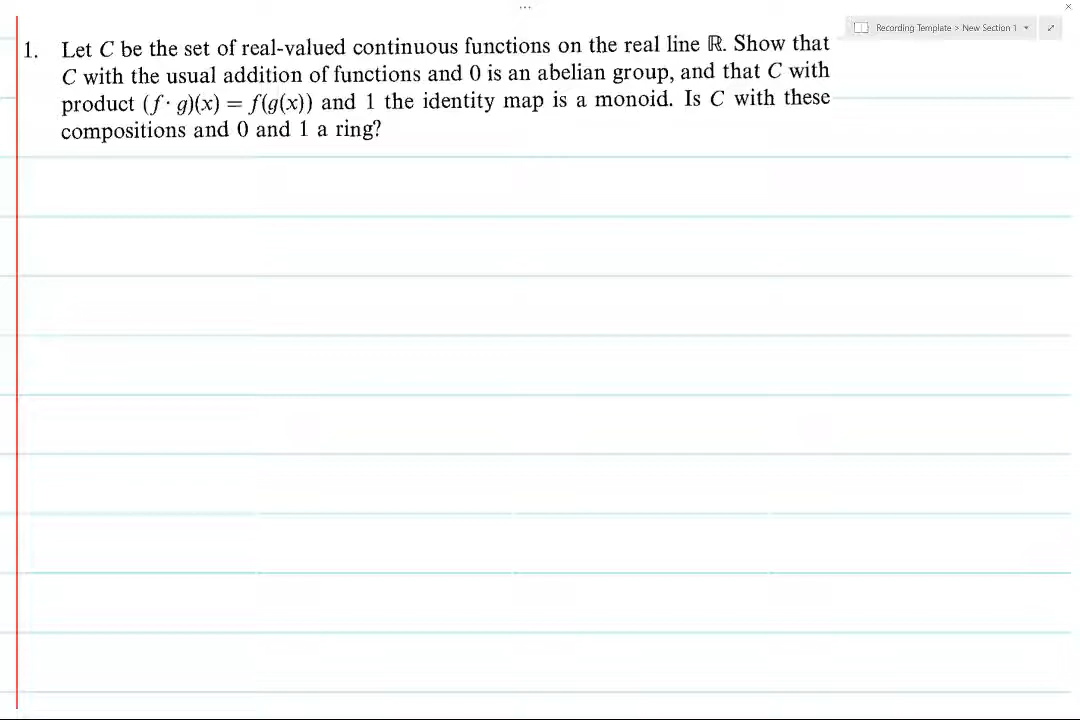 ...
Recording Template > New Section 1
1. Let C be the set of real-valued continuous functions on the real line ℝ. Show that
C with the usual addition of functions and 0 is an abelian group, and that C with
product (f · g)(x) = f(g(x)) and 1 the identity map is a monoid. Is C with these
compositions and 0 and 1 a ring?